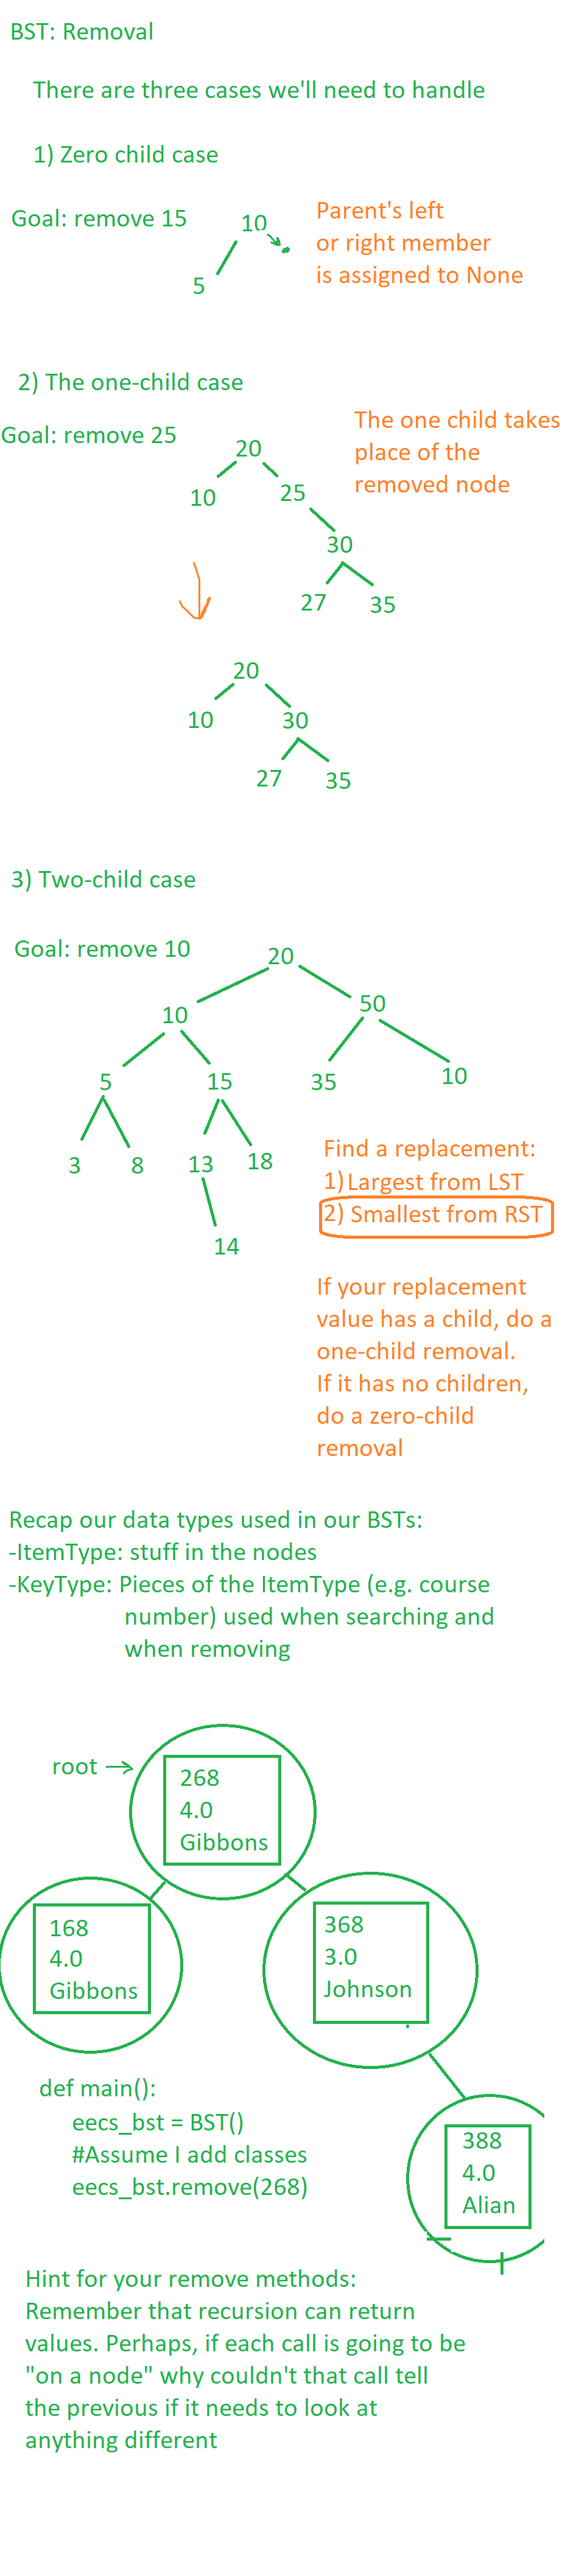 BST: Removal
There are three cases we'll need to handle
1) Zero child case
Goal: remove 15
10
5
Parent's left
or right member
is assigned to None
2) The one-child case
Goal: remove 25
The one child takes
place of the
removed node
20
10
25
30
27
35
20
10
30
27
35
3) Two-child case
Goal: remove 10
20
10
50
5
15
35
10
3
8
13
18
14
Find a replacement:
1) Largest from LST
2) Smallest from RST
If your replacement
value has a child, do a
one-child removal.
If it has no children,
do a zero-child
removal
Recap our data types used in our BSTs:
-ItemType: stuff in the nodes
-KeyType: Pieces of the ItemType (e.g. course
number) used when searching and
when removing
root
268
4.0
Gibbons
168
4.0
Gibbons
368
3.0
Johnson
388
4.0
Alian
def main():
eecs_bst = BST()
#Assume I add classes
eecs_bst.remove(268)
Hint for your remove methods:
Remember that recursion can return
values. Perhaps, if each call is going to be
"on a node" why couldn't that call tell
the previous if it needs to look at
anything different